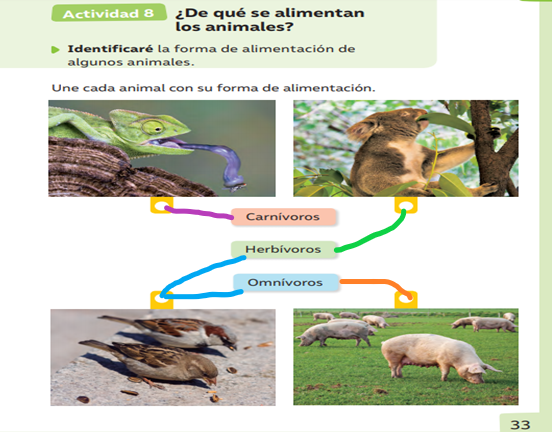 Actividad 8 ¿De qué se alimentan
los animales?
Identificaré la forma de alimentación de
algunos animales.
Une cada animal con su forma de alimentación.
Carnívoros
Herbívoros
Omnívoros
33